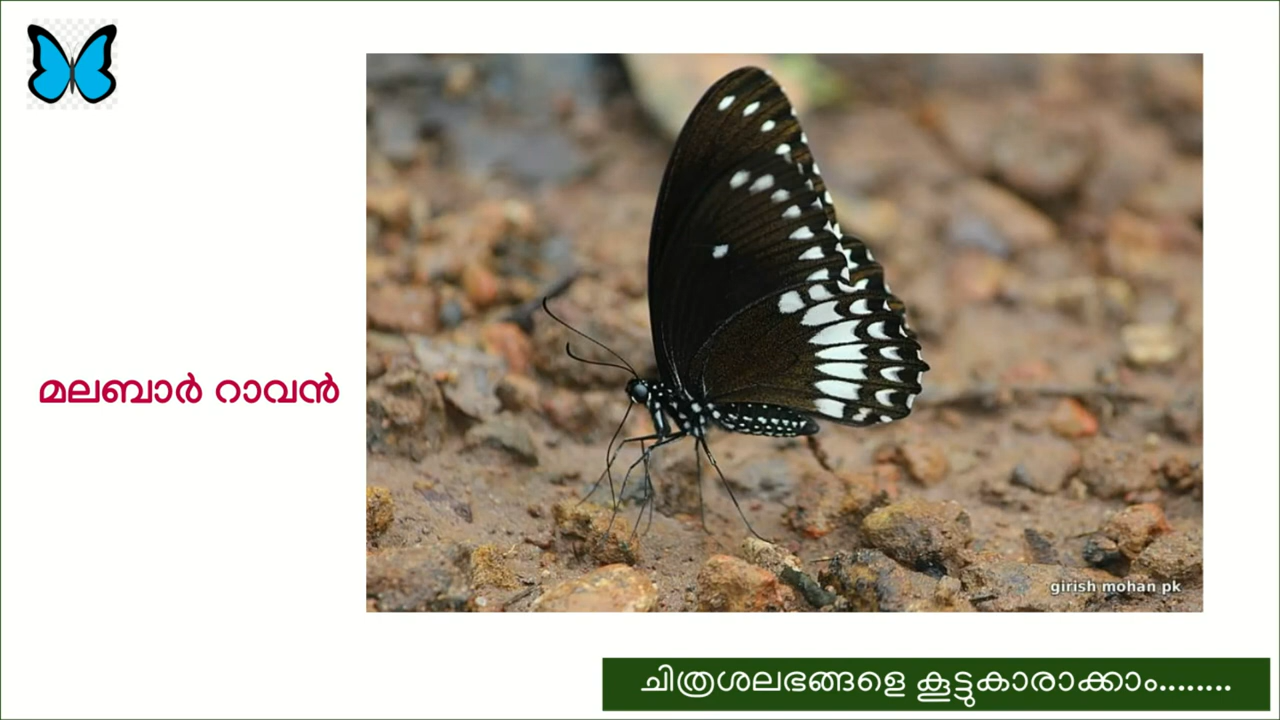 മലബാർ റാവൻ
girish mohan pk
ചിത്രശലഭങ്ങളെ കൂട്ടുകാരാക്കാം........